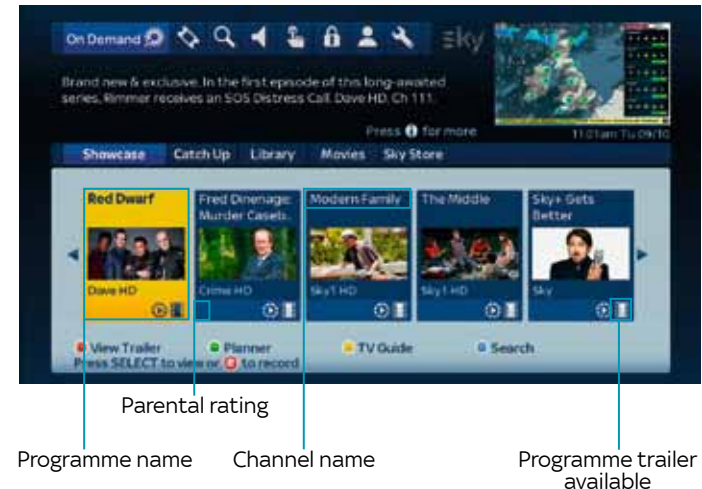 On Demand
sky
Brand new & exclusive. In the first episode of this long-awaited
series, Rimmer receives an SOS Distress Call. Dave HD, Ch 111.
Press i for more
11:01am Tu 09/10
Showcase Catch Up Library Movies Sky Store
Red Dwarf
Dave HD
Fred Dinenage:
Murder Caseb..
Crime HD
Modern Family
Sky1 HD
The Middle
Sky1 HD
Sky+ Gets
Better
Sky
View Trailer Planner TV Guide Search
Press SELECT to view or R to record
Parental rating
Programme name Channel name Programme trailer
available